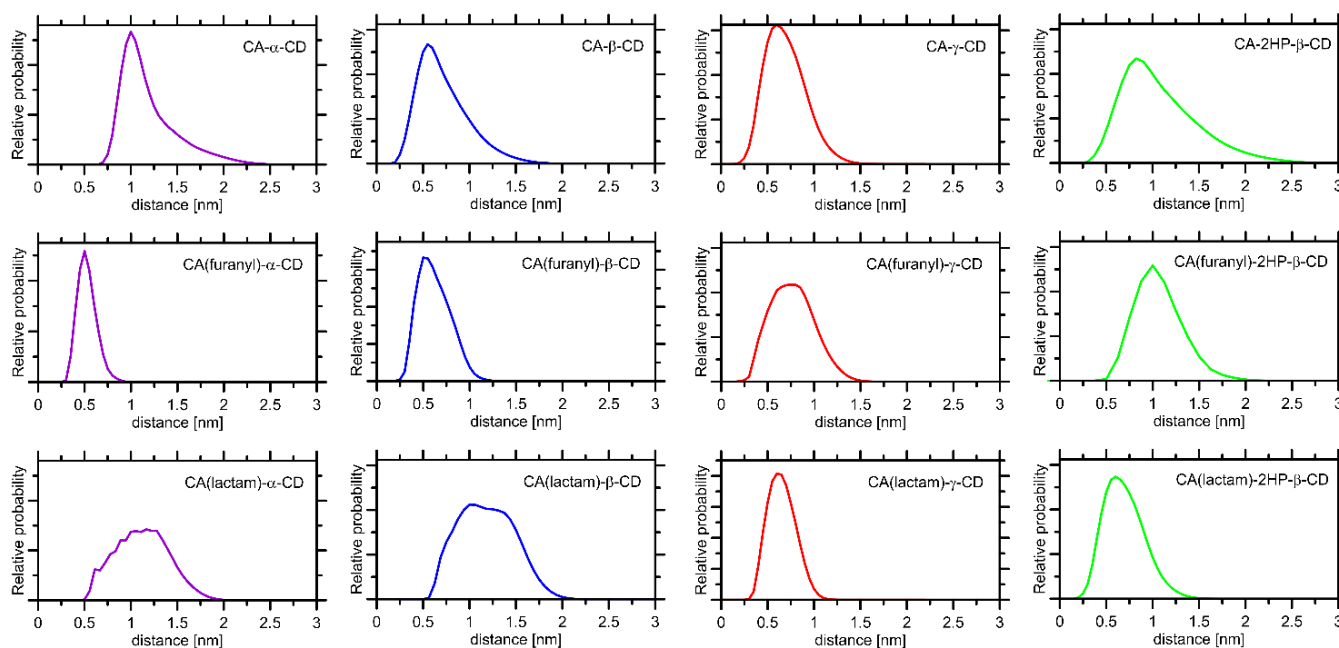 Relative probability
CA-α-CD
0 0.5 1 1.5 2 2.5 3
distance [nm]
Relative probability
CA-β-CD
0 0.5 1 1.5 2 2.5 3
distance [nm]
Relative probability
CA-γ-CD
0 0.5 1 1.5 2 2.5 3
distance [nm]
Relative probability
CA-2HP-β-CD
0 0.5 1 1.5 2 2.5 3
distance [nm]
Relative probability
CA(furanyl)-α-CD
0 0.5 1 1.5 2 2.5 3
distance [nm]
Relative probability
CA(furanyl)-β-CD
0 0.5 1 1.5 2 2.5 3
distance [nm]
Relative probability
CA(furanyl)-γ-CD
0 0.5 1 1.5 2 2.5 3
distance [nm]
Relative probability
CA(furanyl)-2HP-β-CD
0 0.5 1 1.5 2 2.5 3
distance [nm]
Relative probability
CA(lactam)-α-CD
0 0.5 1 1.5 2 2.5 3
distance [nm]
Relative probability
CA(lactam)-β-CD
0 0.5 1 1.5 2 2.5 3
distance [nm]
Relative probability
CA(lactam)-γ-CD
0 0.5 1 1.5 2 2.5 3
distance [nm]
Relative probability
CA(lactam)-2HP-β-CD
0 0.5 1 1.5 2 2.5 3
distance [nm]